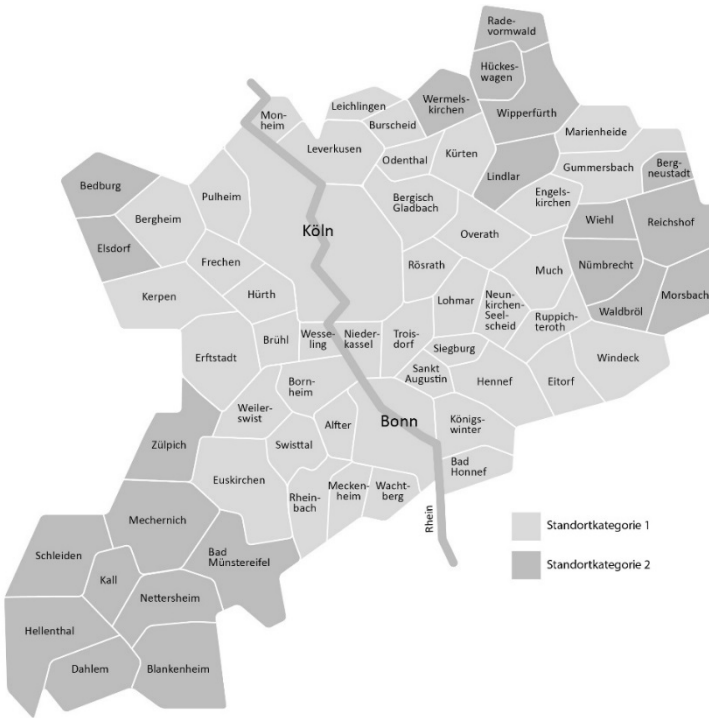 Rade-
vormwald
Hückes-
wagen
Wermels-
kirchen
Wipperfürth
Leichlingen
Mon-
heim
Burscheid
Marienheide
Leverkusen
Odenthal
Kürten
Gummersbach
Berg-
neustadt
Lindlar
Bedburg
Pulheim
Bergisch
Gladbach
Engels-
kirchen
Bergheim
Wiehl
Reichshof
Köln
Overath
Elsdorf
Frechen
Rösrath
Much
Nümbrecht
Kerpen
Hürth
Lohmar
Neun-
kirchen-
Seel-
scheid
Morsbach
Ruppich-
teroth
Waldbröl
Brühl
Wesse-
ling
Nieder-
kassel
Trois-
dorf
Siegburg
Erftstadt
Windeck
Sankt
Augustin
Hennef
Eitorf
Born-
heim
Weiler-
swist
Alfter
Bonn
Königs-
winter
Zülpich
Swisttal
Bad
Honnef
Euskirchen
Rhein-
bach
Mecken-
heim
Wacht-
berg
Rhein
Mechernich
Standortkategorie 1
Schleiden
Bad
Münstereifel
Standortkategorie 2
Kall
Nettersheim
Hellenthal
Dahlem
Blankenheim